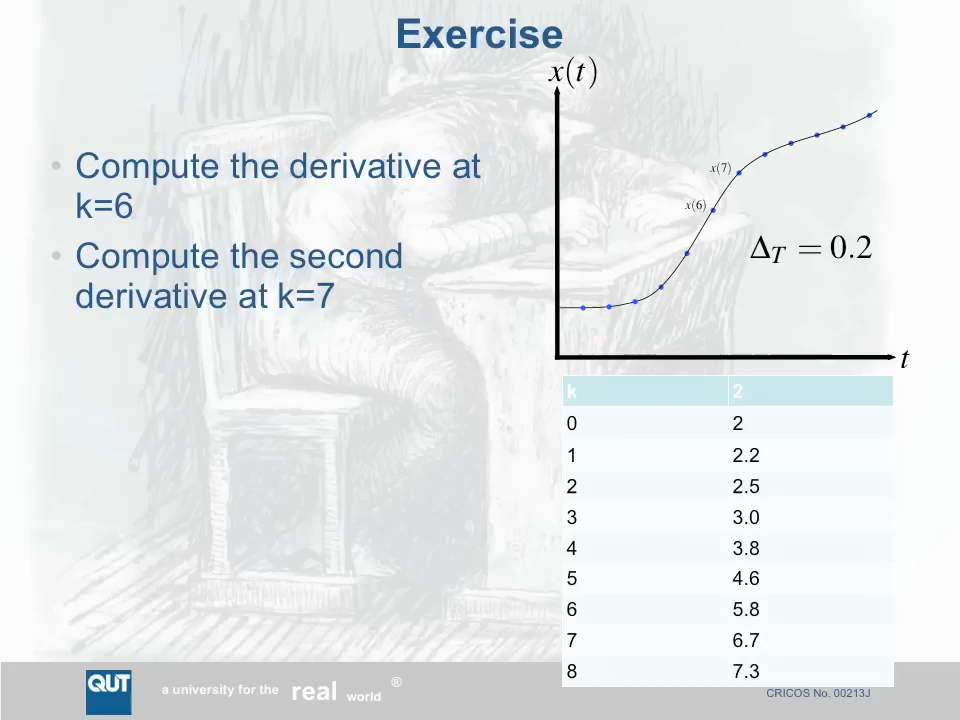 Exercise
x(t)
• Compute the derivative at
k=6
• Compute the second
derivative at k=7
x(7)
x(6)
Δ_T = 0.2
t
k 2
0 2
1 2.2
2 2.5
3 3.0
4 3.8
5 4.6
6 5.8
7 6.7
8 7.3
QUT
a university for the real world ®
CRICOS No. 00213J